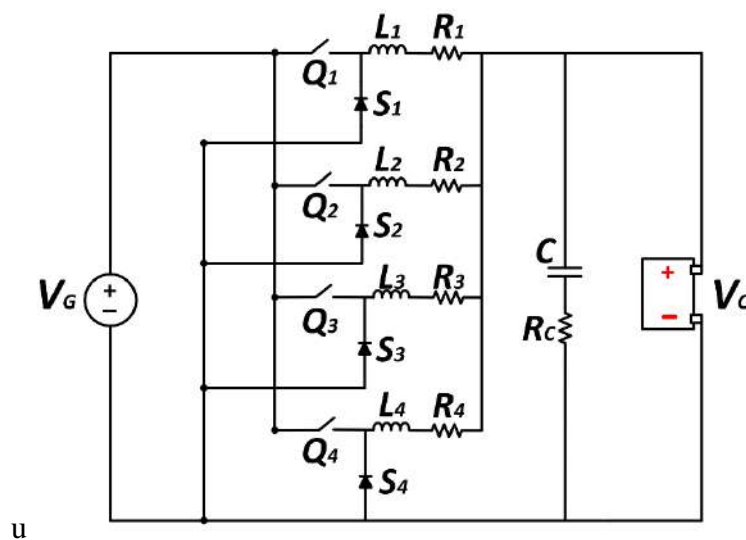 L1 R1
Q1
S1
L2 R2
Q2
S2
C
L3 R3
+
VG
+
−
Q3
RC
−
VO
S3
L4 R4
Q4
S4
u